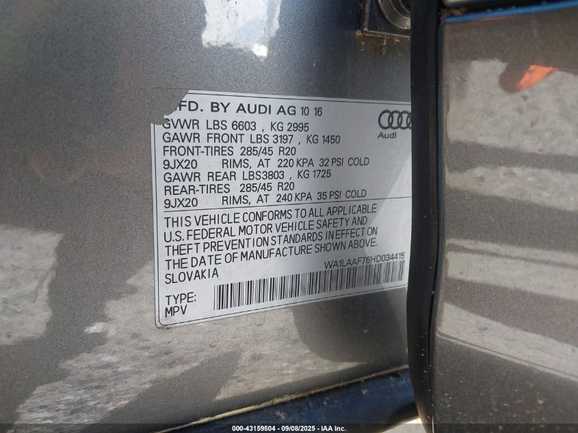 MFD. BY AUDI AG 10 16
GVWR LBS 6603 , KG 2995
GAWR FRONT LBS 3197 , KG 1450
FRONT-TIRES 285/45 R20
9JX20 RIMS, AT 220 KPA 32 PSI COLD
GAWR REAR LBS3803 , KG 1725
REAR-TIRES 285/45 R20
9JX20 RIMS, AT 240 KPA 35 PSI COLD
THIS VEHICLE CONFORMS TO ALL APPLICABLE
U.S. FEDERAL MOTOR VEHICLE SAFETY, BUMPER AND
THEFT PREVENTION STANDARDS IN EFFECT ON
THE DATE OF MANUFACTURE SHOWN ABOVE.
SLOVAKIA
WA1LAAF76HD034415
TYPE:
MPV
Audi
000-43159604 - 09/08/2025 - IAA Inc.